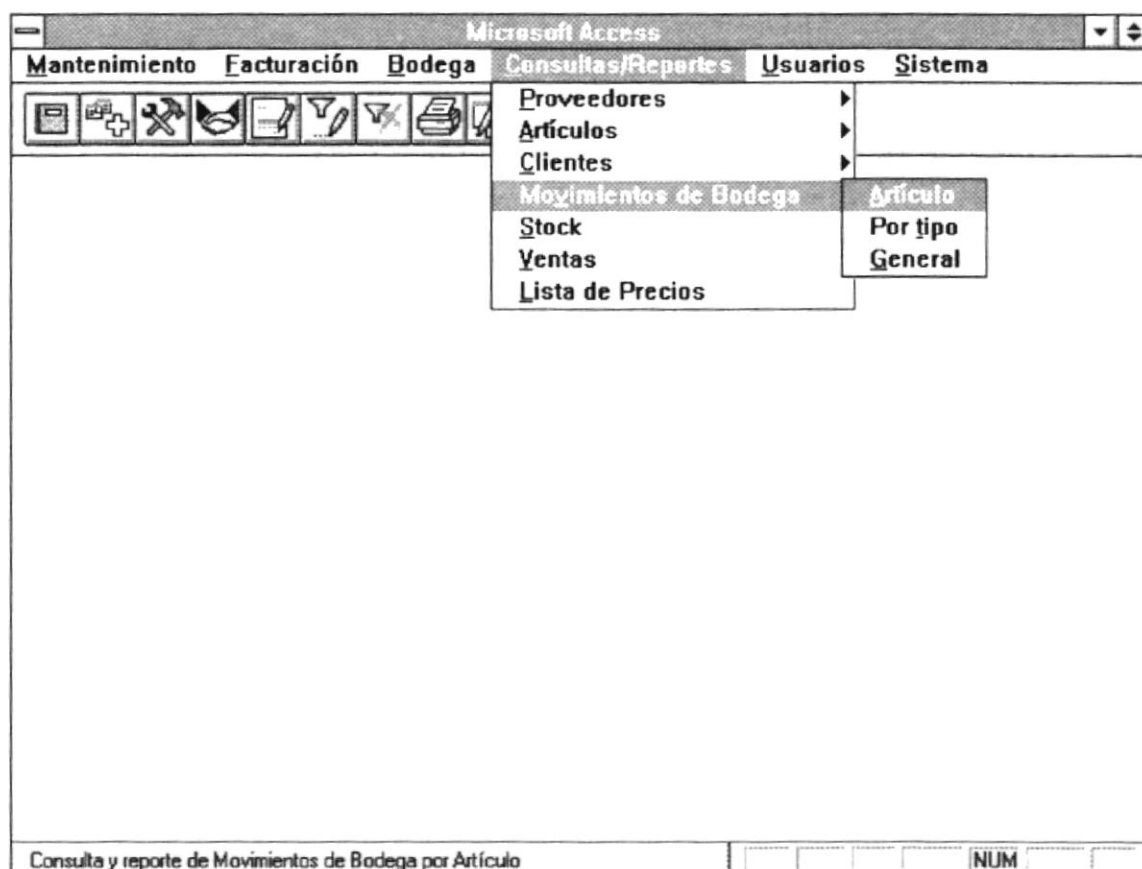 Microsoft Access
Mantenimiento Facturación Bodega Consultas/Reportes Usuarios Sistema
Proveedores
Artículos
Clientes
Movimientos de Bodega Artículo
Stock Por tipo
Ventas General
Lista de Precios
Consulta y reporte de Movimientos de Bodega por Artículo NUM